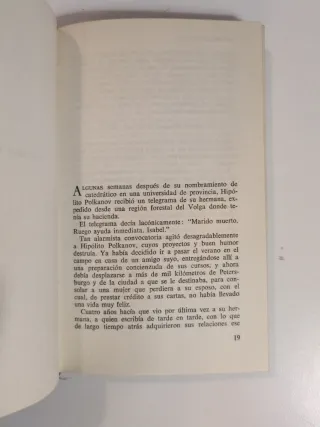 ALGUNAS semanas después de su nombramiento de
catedrático en una universidad de provincia, Hipó-
lito Polkanov recibió un telegrama de su hermana, ex-
pedido desde una región forestal del Volga donde te-
nía su hacienda.
El telegrama decía lacónicamente: "Marido muerto.
Ruego ayuda inmediata, Isabel."
Tan alarmista convocatoria agitó desagradablemente
a Hipólito Polkanov, cuyos proyectos y buen humor
destruía. Ya había decidido ir a pasar el verano en el
campo en casa de un amigo suyo, entregándose allí a
una preparación concienzuda de sus cursos; y ahora
debía desplazarse a más de mil kilómetros de Peters-
burgo y de la ciudad a que se le destinaba, para con-
solar a una mujer que perdiera a su esposo, con el
cual, de prestar crédito a sus cartas, no había llevado
una vida muy feliz.
Cuatro años hacía que vio por última vez a su her-
mana, a quien escribía de tarde en tarde, con lo que
de largo tiempo atrás adquirieron sus relaciones ese
19